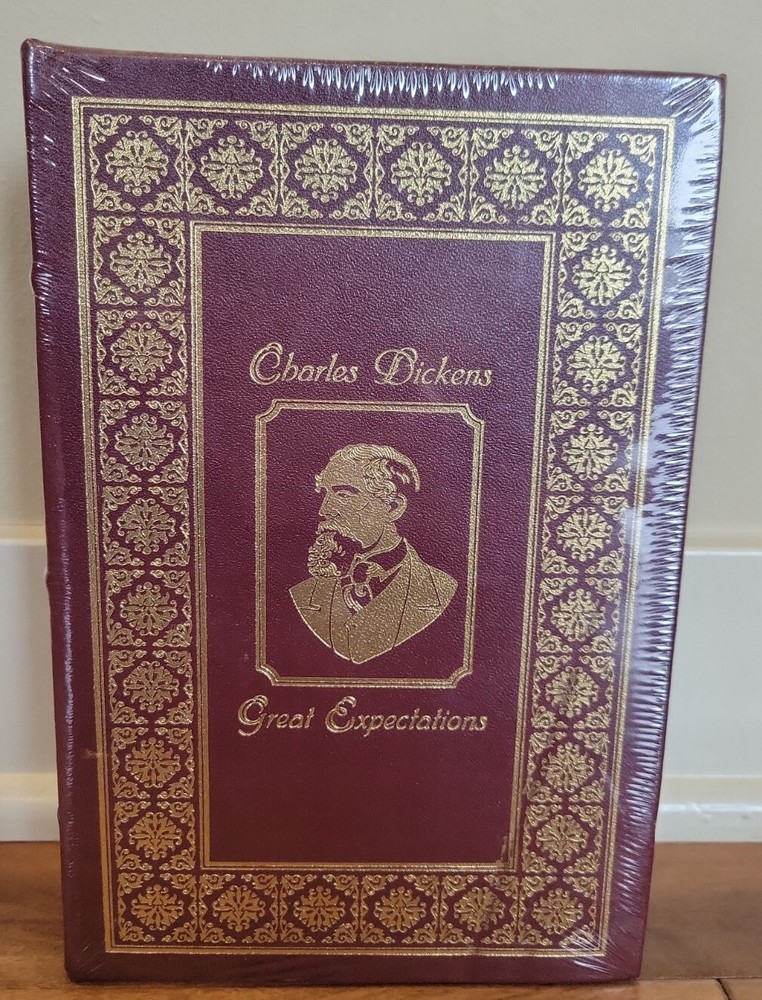 Charles Dickens
Great Expectations